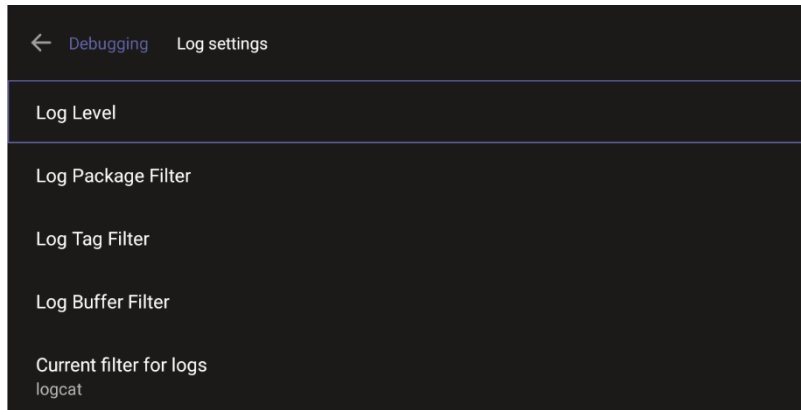 Debugging Log settings
Log Level
Log Package Filter
Log Tag Filter
Log Buffer Filter
Current filter for logs
logcat